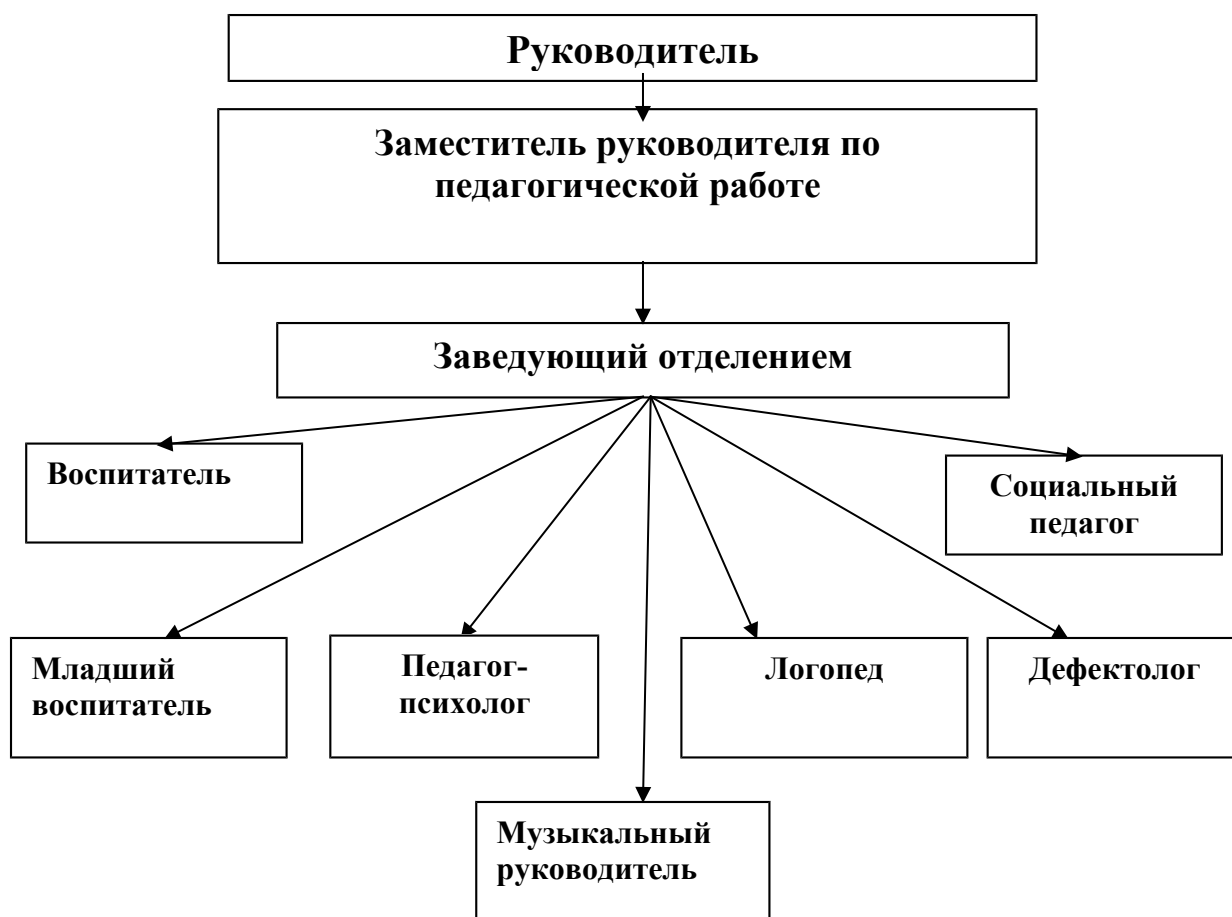 Руководитель
Заместитель руководителя по
педагогической работе
Заведующий отделением
Воспитатель
Социальный
педагог
Младший
воспитатель
Педагог-
психолог
Логопед
Дефектолог
Музыкальный
руководитель